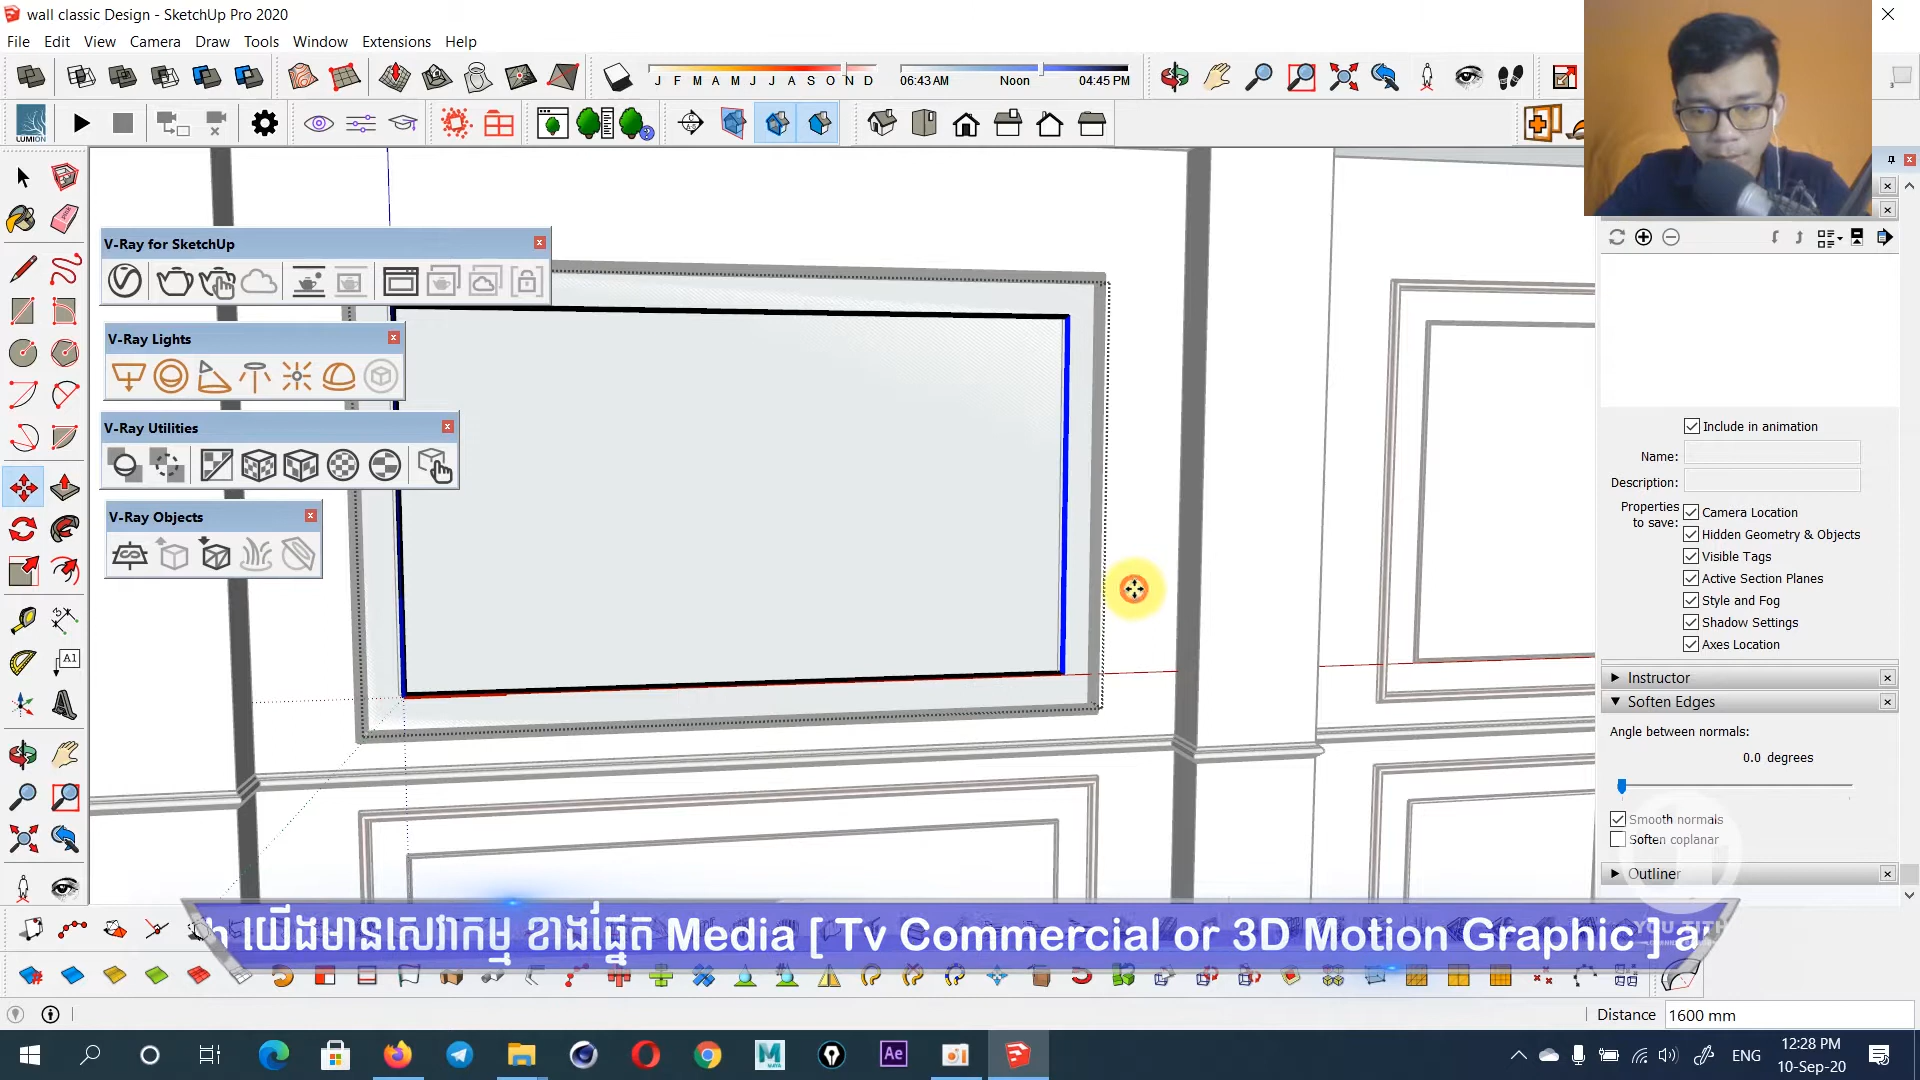 wall classic Design - SketchUp Pro 2020
File Edit View Camera Draw Tools Window Extensions Help
J F M A M J J A S O N D
06:43 AM Noon 04:45 PM
LUMION
V-Ray for SketchUp
V-Ray Lights
V-Ray Utilities
V-Ray Objects
A1
Include in animation
Name:
Description:
Properties to save:
Camera Location
Hidden Geometry & Objects
Visible Tags
Active Section Planes
Style and Fog
Shadow Settings
Axes Location
Instructor
Soften Edges
Angle between normals:
0.0 degrees
Smooth normals
Soften coplanar
Outliner
យើងមានសេវាកម្ម ខាងផ្នែក Media [ Tv Commercial or 3D Motion Graphic ] a
Distance 1600 mm
Ae
ENG
12:28 PM
10-Sep-20